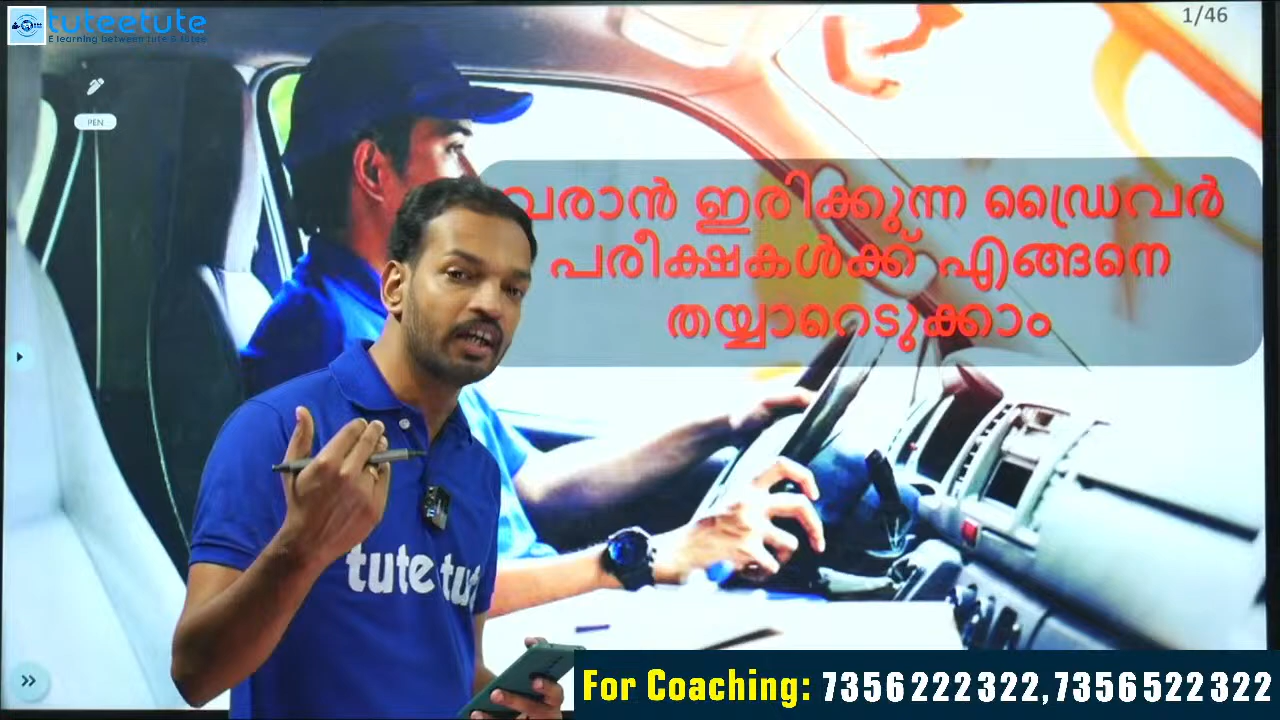 tuteetute
E learning between tute & tutee
1/46
PEN
വരാൻ ഇരിക്കുന്ന ഡ്രൈവർ
പരീക്ഷകൾക്ക് എങ്ങനെ
തയ്യാറെടുക്കാം
tute tut
For Coaching: 7356222322, 7356522322